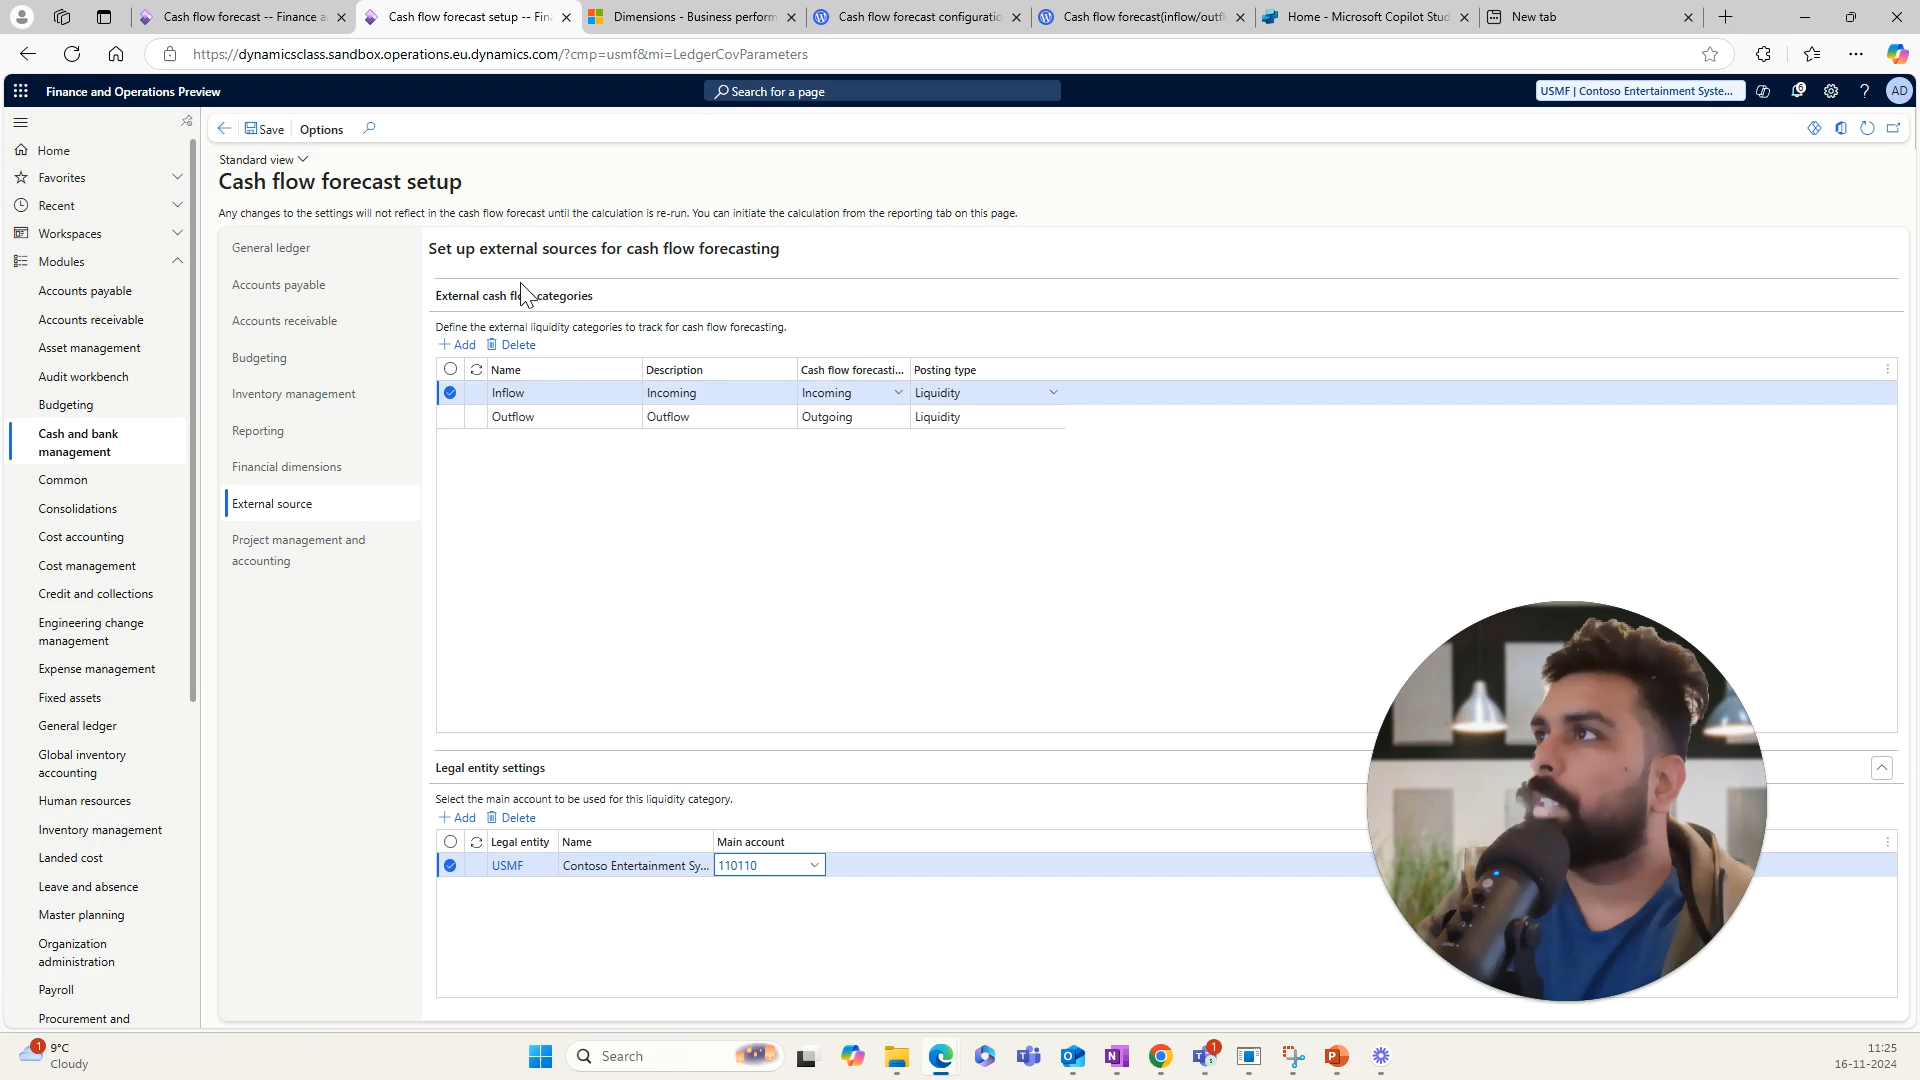 Cash flow forecast -- Finance a
Cash flow forecast setup -- Fin
Dimensions - Business perform
Cash flow forecast configuratio
Cash flow forecast(inflow/outfl
Home - Microsoft Copilot Stud
New tab
https://dynamicsclass.sandbox.operations.eu.dynamics.com/?cmp=usmf&mi=LedgerCovParameters
Finance and Operations Preview
Search for a page
USMF | Contoso Entertainment Syste...
6
?
AD
Save
Options
Standard view
Cash flow forecast setup
Any changes to the settings will not reflect in the cash flow forecast until the calculation is re-run. You can initiate the calculation from the reporting tab on this page.
Home
Favorites
Recent
Workspaces
Modules
Accounts payable
Accounts receivable
Asset management
Audit workbench
Budgeting
Cash and bank
management
Common
Consolidations
Cost accounting
Cost management
Credit and collections
Engineering change
management
Expense management
Fixed assets
General ledger
Global inventory
accounting
Human resources
Inventory management
Landed cost
Leave and absence
Master planning
Organization
administration
Payroll
Procurement and
General ledger
Accounts payable
Accounts receivable
Budgeting
Inventory management
Reporting
Financial dimensions
External source
Project management and
accounting
Set up external sources for cash flow forecasting
External cash flow categories
Define the external liquidity categories to track for cash flow forecasting.
+ Add Delete
Name Description Cash flow forecasti... Posting type
Inflow Incoming Incoming Liquidity
Outflow Outflow Outgoing Liquidity
Legal entity settings
Select the main account to be used for this liquidity category.
+ Add Delete
Legal entity Name Main account
USMF Contoso Entertainment Sy... 110110
1
9°C
Cloudy
Search
1
11:25
16-11-2024